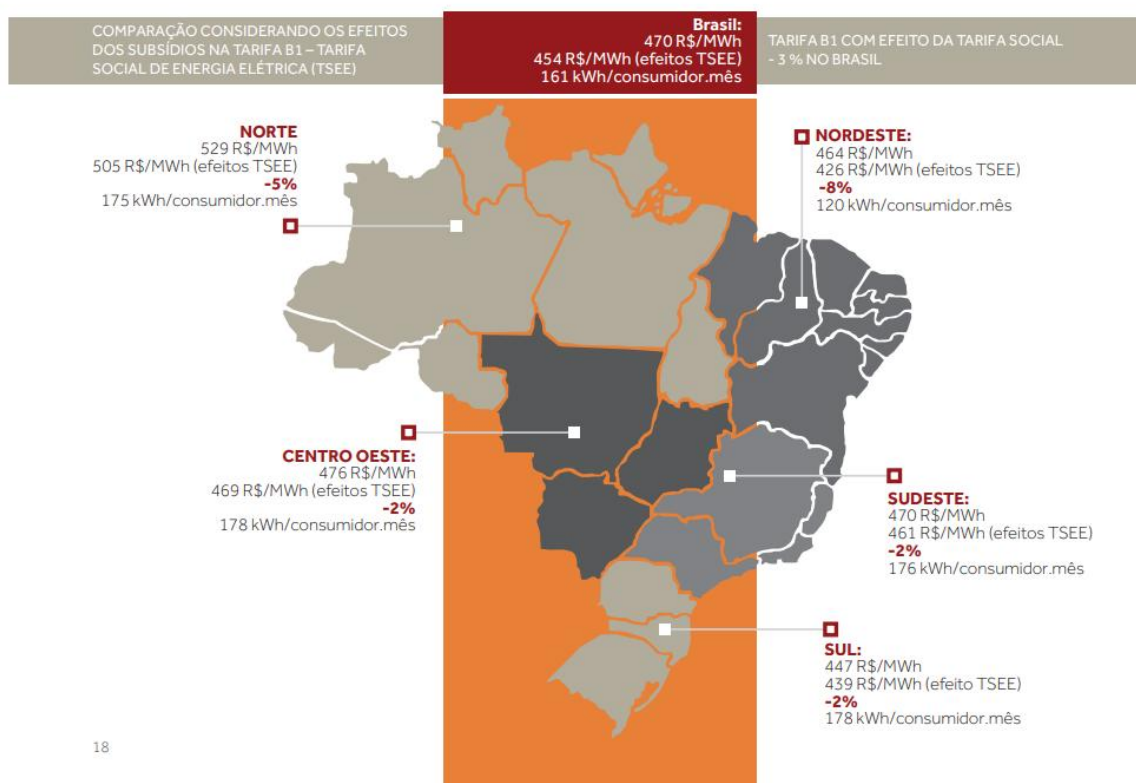 COMPARAÇÃO CONSIDERANDO OS EFEITOS
DOS SUBSÍDIOS NA TARIFA B1 – TARIFA
SOCIAL DE ENERGIA ELÉTRICA (TSEE)
Brasil:
470 R$/MWh
454 R$/MWh (efeitos TSEE)
161 kWh/consumidor.mês
TARIFA B1 COM EFEITO DA TARIFA SOCIAL
- 3 % NO BRASIL
NORTE
529 R$/MWh
505 R$/MWh (efeitos TSEE)
-5%
175 kWh/consumidor.mês
NORDESTE:
464 R$/MWh
426 R$/MWh (efeitos TSEE)
-8%
120 kWh/consumidor.mês
CENTRO OESTE:
476 R$/MWh
469 R$/MWh (efeitos TSEE)
-2%
178 kWh/consumidor.mês
SUDESTE:
470 R$/MWh
461 R$/MWh (efeitos TSEE)
-2%
176 kWh/consumidor.mês
SUL:
447 R$/MWh
439 R$/MWh (efeito TSEE)
-2%
178 kWh/consumidor.mês
18